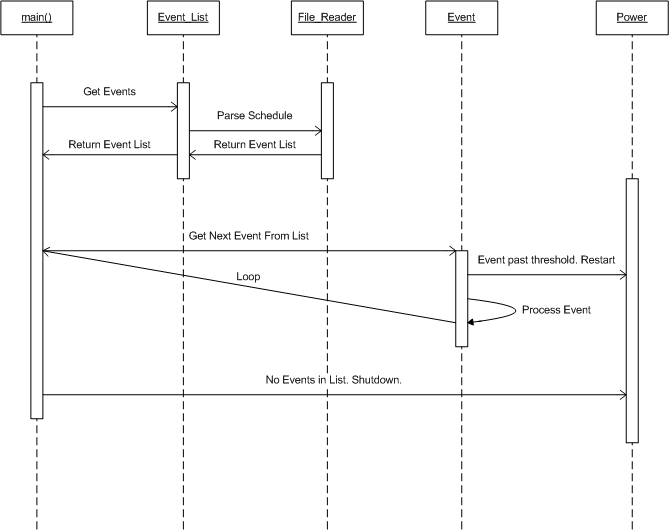 main()
Event_List
File_Reader
Event
Power
Get Events
Parse Schedule
Return Event List
Return Event List
Get Next Event From List
Event past threshold. Restart
Loop
Process Event
No Events in List. Shutdown.